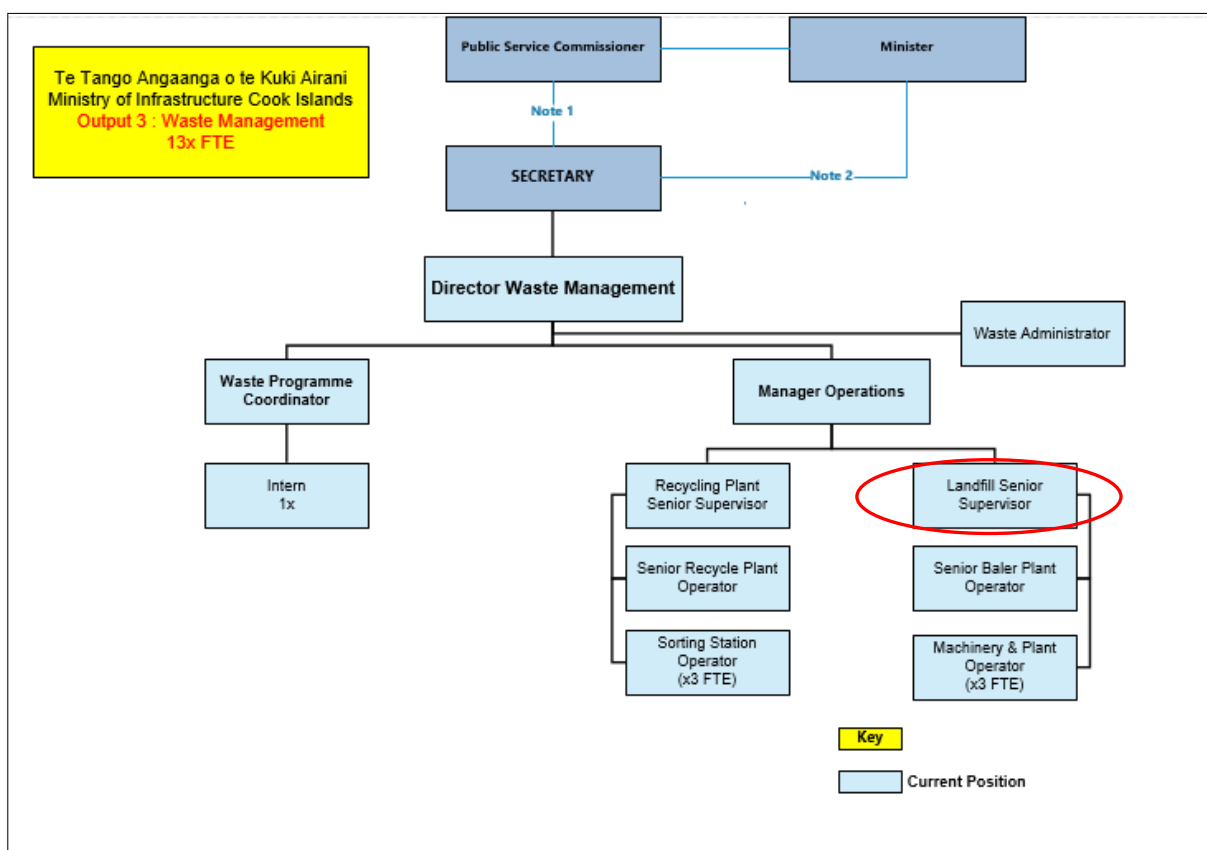 Public Service Commissioner
Minister
Te Tango Angaanga o te Kuki Airani
Ministry of Infrastructure Cook Islands
Output 3 : Waste Management
13x FTE
Note 1
SECRETARY
Note 2
Director Waste Management
Waste Administrator
Waste Programme
Coordinator
Manager Operations
Intern
1x
Recycling Plant
Senior Supervisor
Landfill Senior
Supervisor
Senior Recycle Plant
Operator
Senior Baler Plant
Operator
Sorting Station
Operator
(x3 FTE)
Machinery & Plant
Operator
(x3 FTE)
Key
Current Position